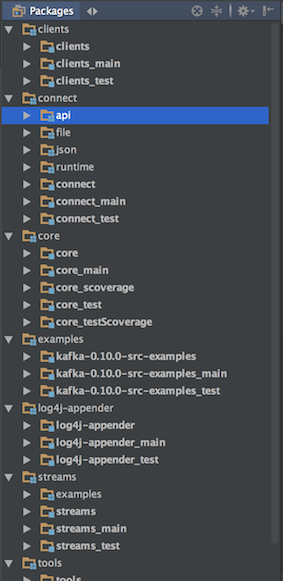 Packages
clients
clients
clients_main
clients_test
connect
api
file
json
runtime
connect
connect_main
connect_test
core
core
core_main
core_scoverage
core_test
core_testScoverage
examples
kafka-0.10.0-src-examples
kafka-0.10.0-src-examples_main
kafka-0.10.0-src-examples_test
log4j-appender
log4j-appender
log4j-appender_main
log4j-appender_test
streams
examples
streams
streams_main
streams_test
tools
tools